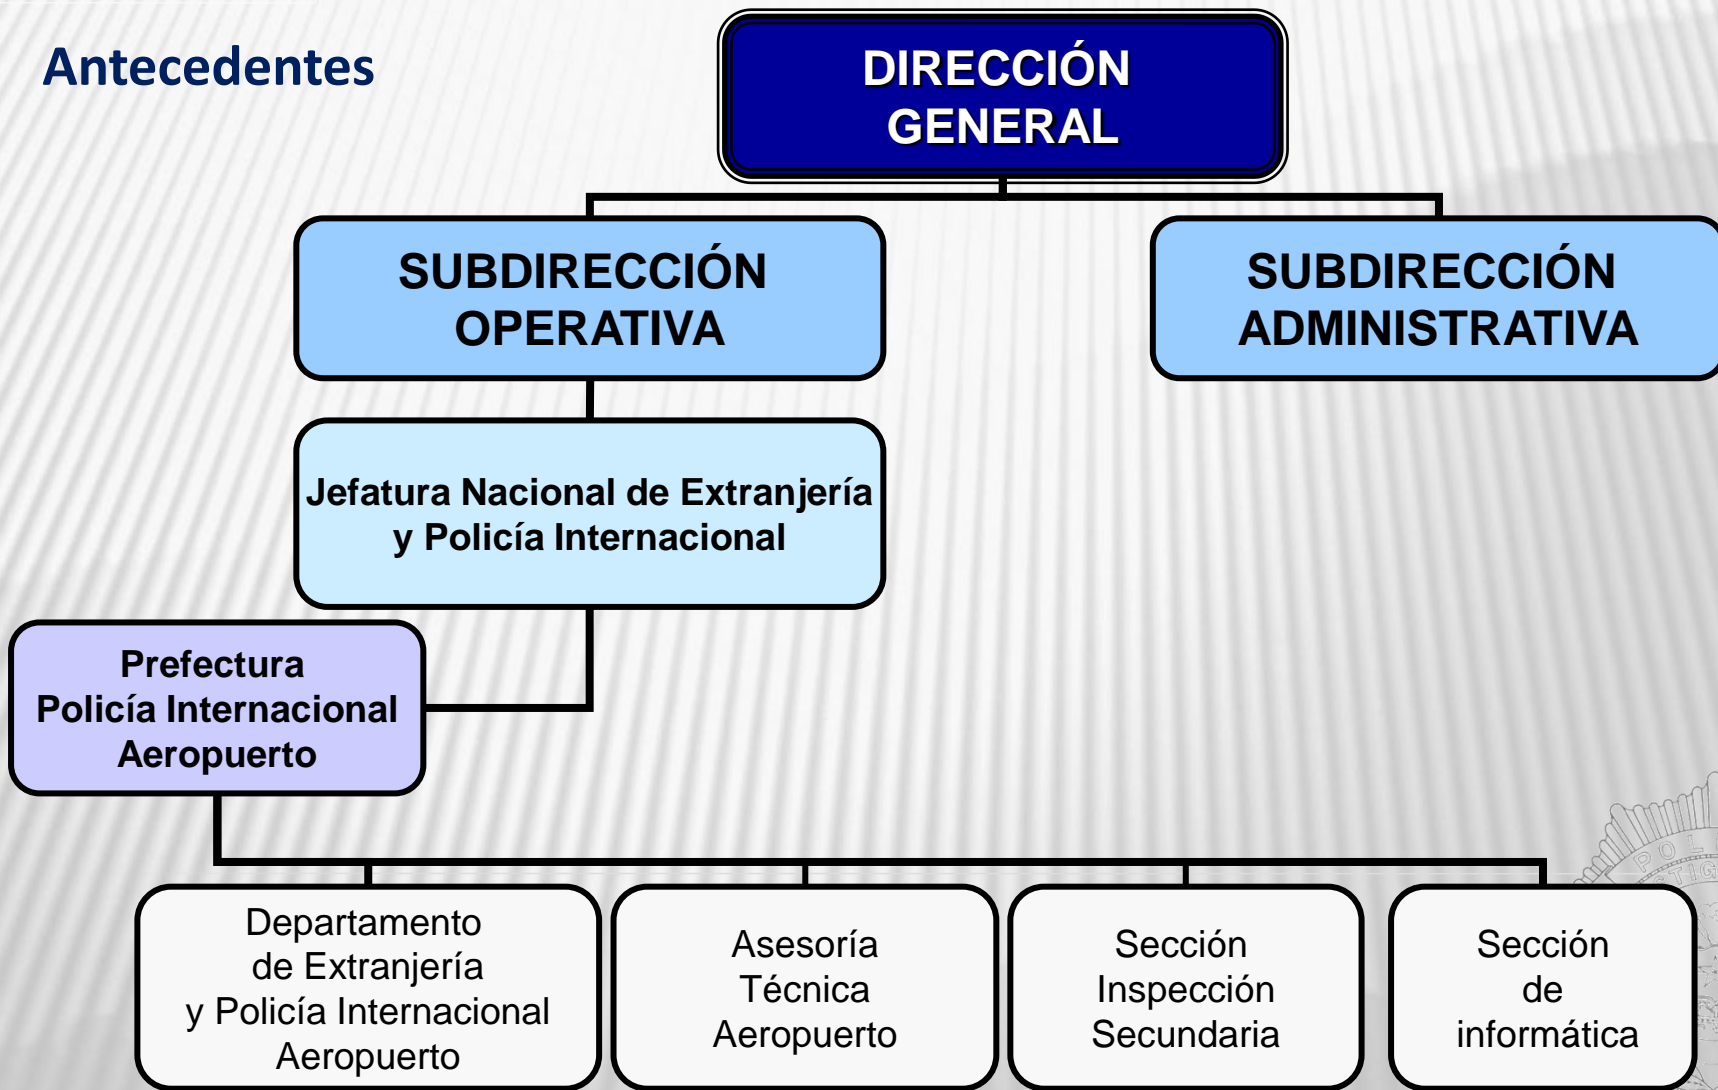 Antecedentes
DIRECCIÓN
GENERAL
SUBDIRECCIÓN
OPERATIVA
SUBDIRECCIÓN
ADMINISTRATIVA
Jefatura Nacional de Extranjería
y Policía Internacional
Prefectura
Policía Internacional
Aeropuerto
Departamento
de Extranjería
y Policía Internacional
Aeropuerto
Asesoría
Técnica
Aeropuerto
Sección
Inspección
Secundaria
Sección
de
informática